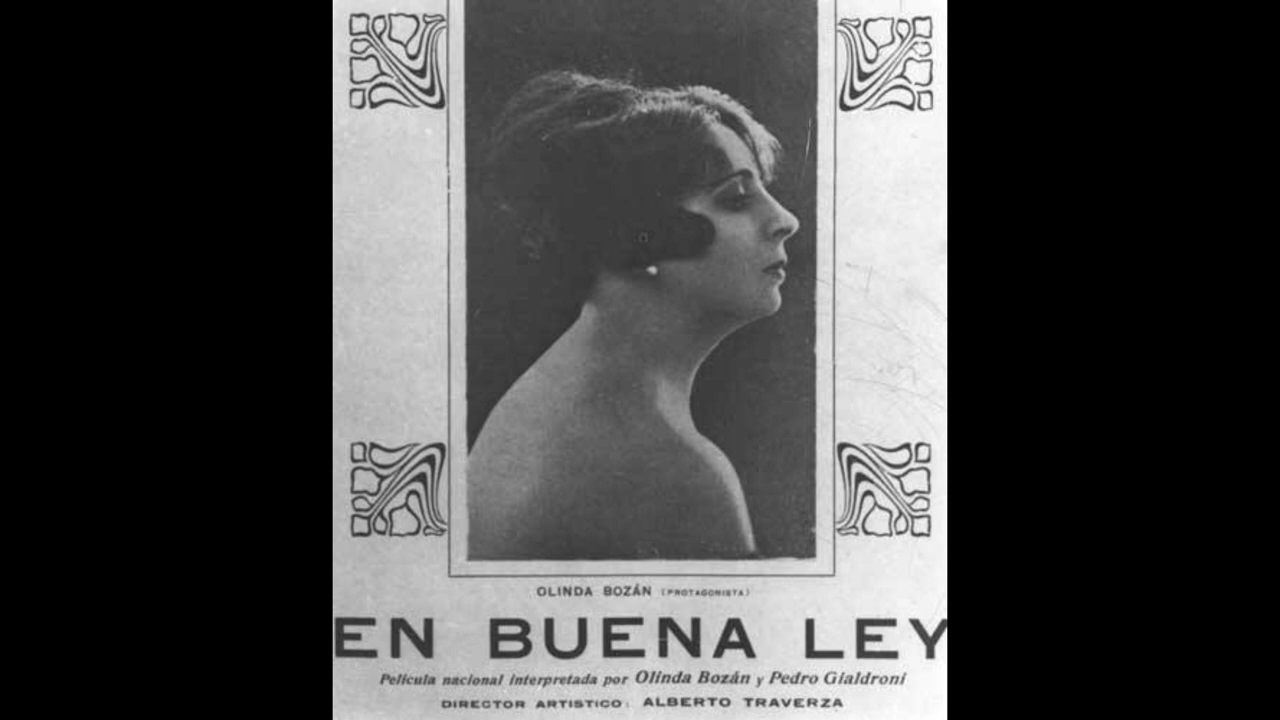 OLINDA BOZÁN (PROTAGONISTA)
EN BUENA LEY
Película nacional interpretada por Olinda Bozán y Pedro Gialdroni
DIRECTOR ARTISTICO: ALBERTO TRAVERZA